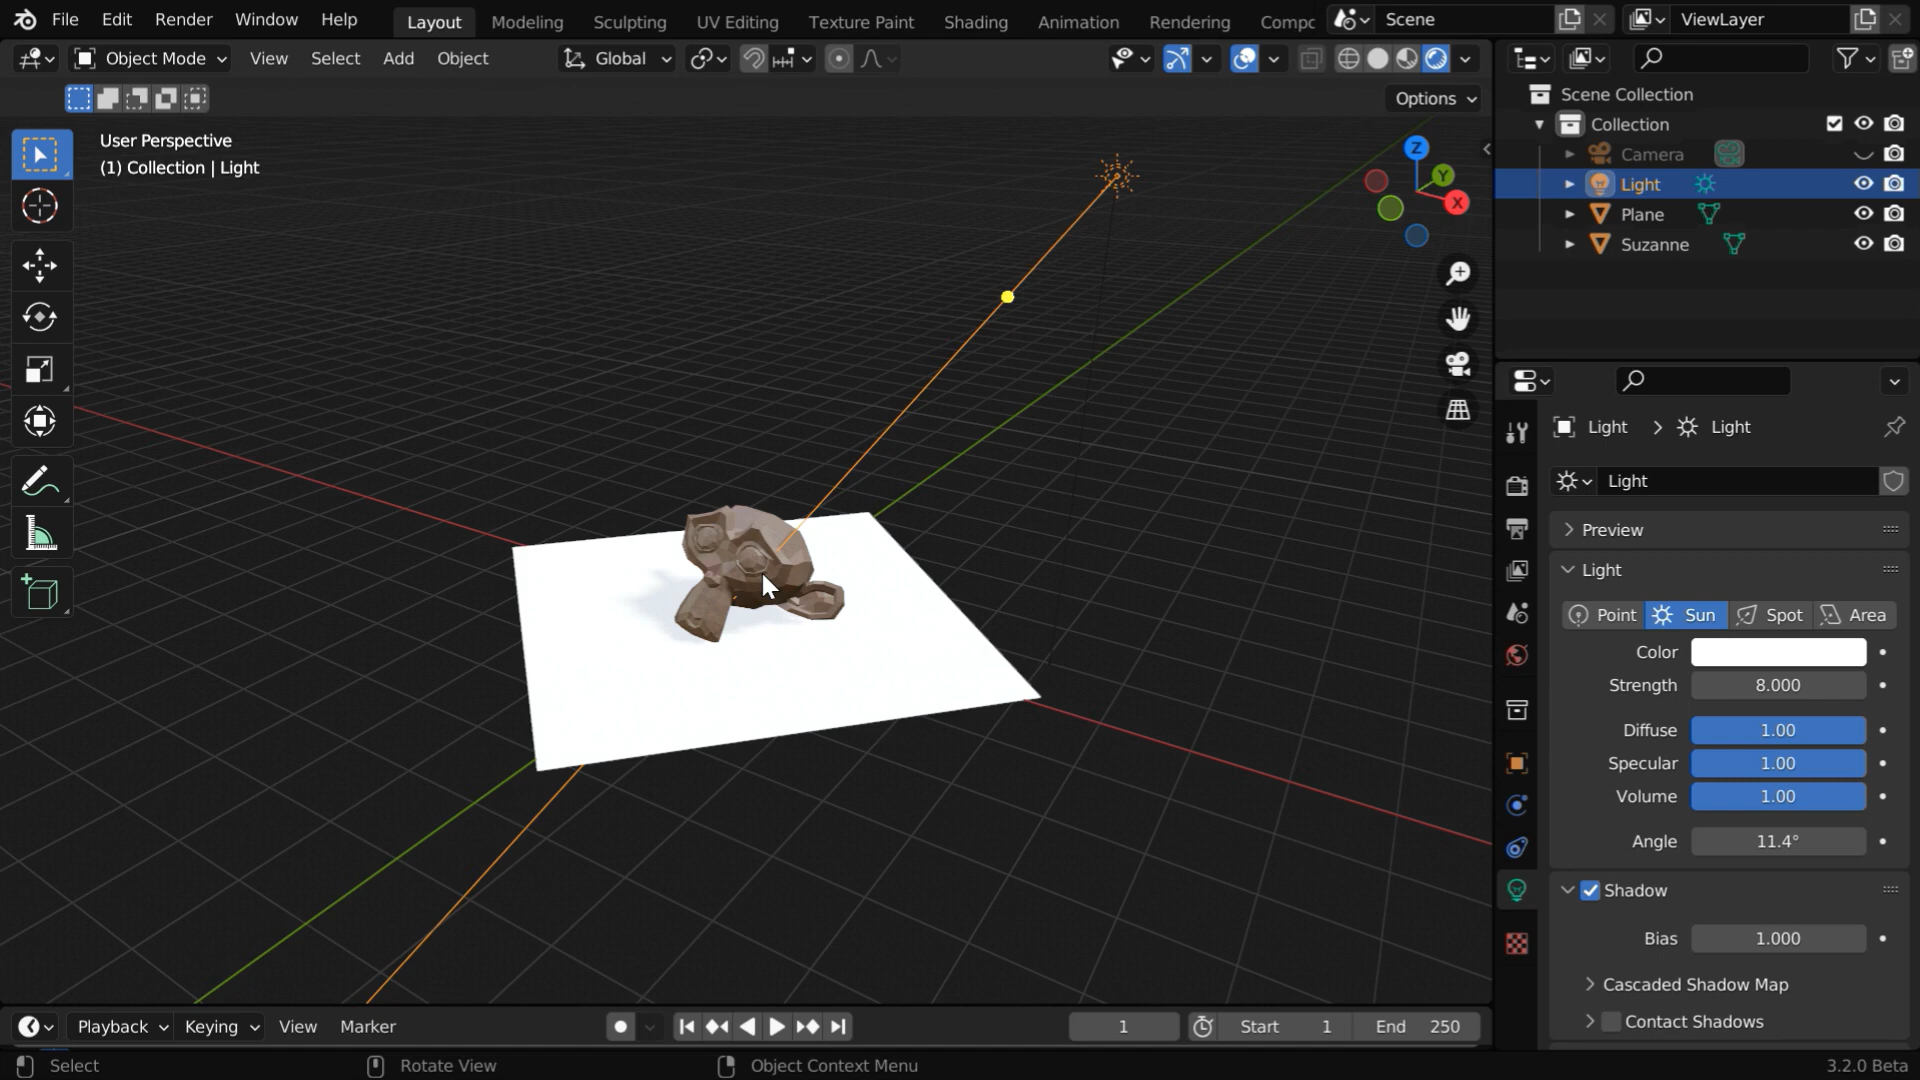 File Edit Render Window Help Layout Modeling Sculpting UV Editing Texture Paint Shading Animation Rendering Compc Scene ViewLayer
Object Mode View Select Add Object Global
Options
User Perspective
(1) Collection | Light
Z
Y
X
Scene Collection
Collection
Camera
Light
Plane
Suzanne
Light > Light
Light
Preview
Light
Point Sun Spot Area
Color
Strength 8.000
Diffuse 1.00
Specular 1.00
Volume 1.00
Angle 11.4°
Shadow
Bias 1.000
Cascaded Shadow Map
Contact Shadows
Playback Keying View Marker 1 Start 1 End 250
Select Rotate View Object Context Menu 3.2.0 Beta